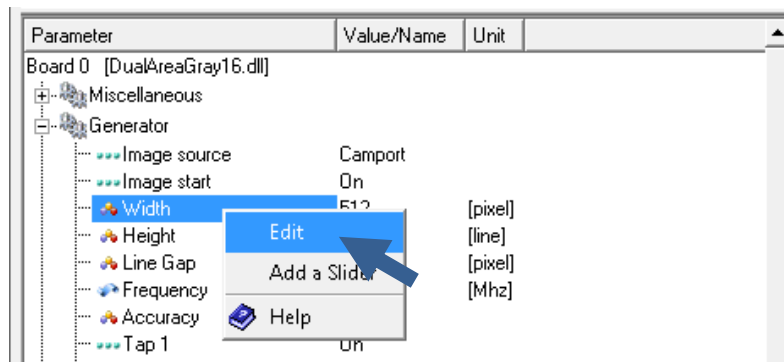 Parameter Value/Name Unit
Board 0 [DualAreaGray16.dll]
Miscellaneous
Generator
Image source Camport
Image start On
Width 512 [pixel]
Height [line]
Edit
Line Gap [pixel]
Add a Slider
Frequency [Mhz]
Accuracy
Help
Tap 1 On